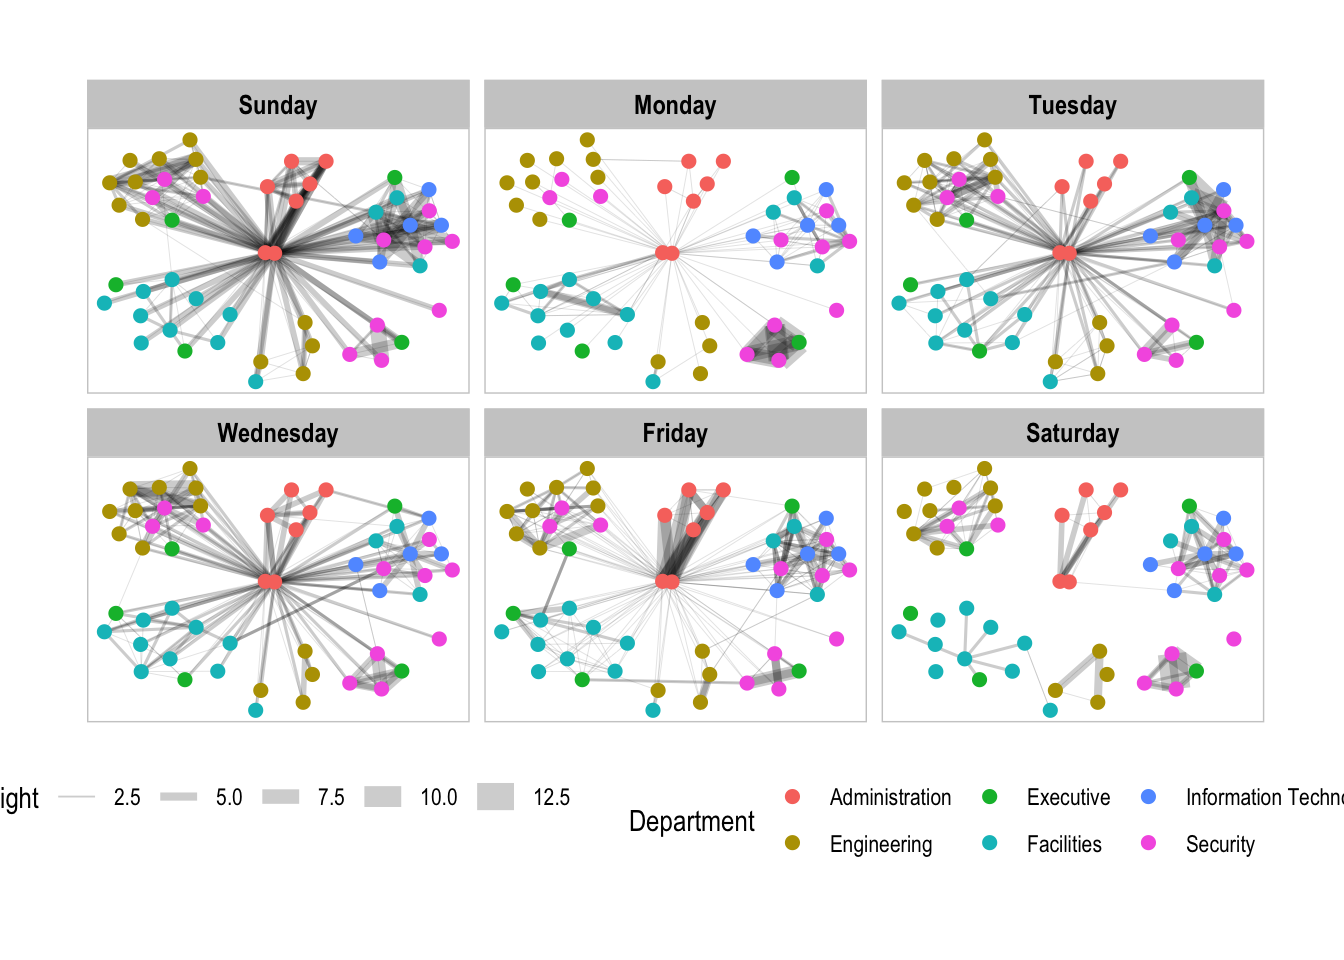 Sunday
Monday
Tuesday
Wednesday
Friday
Saturday
ight 2.5 5.0 7.5 10.0 12.5
Department
Administration Executive Information Techno
Engineering Facilities Security